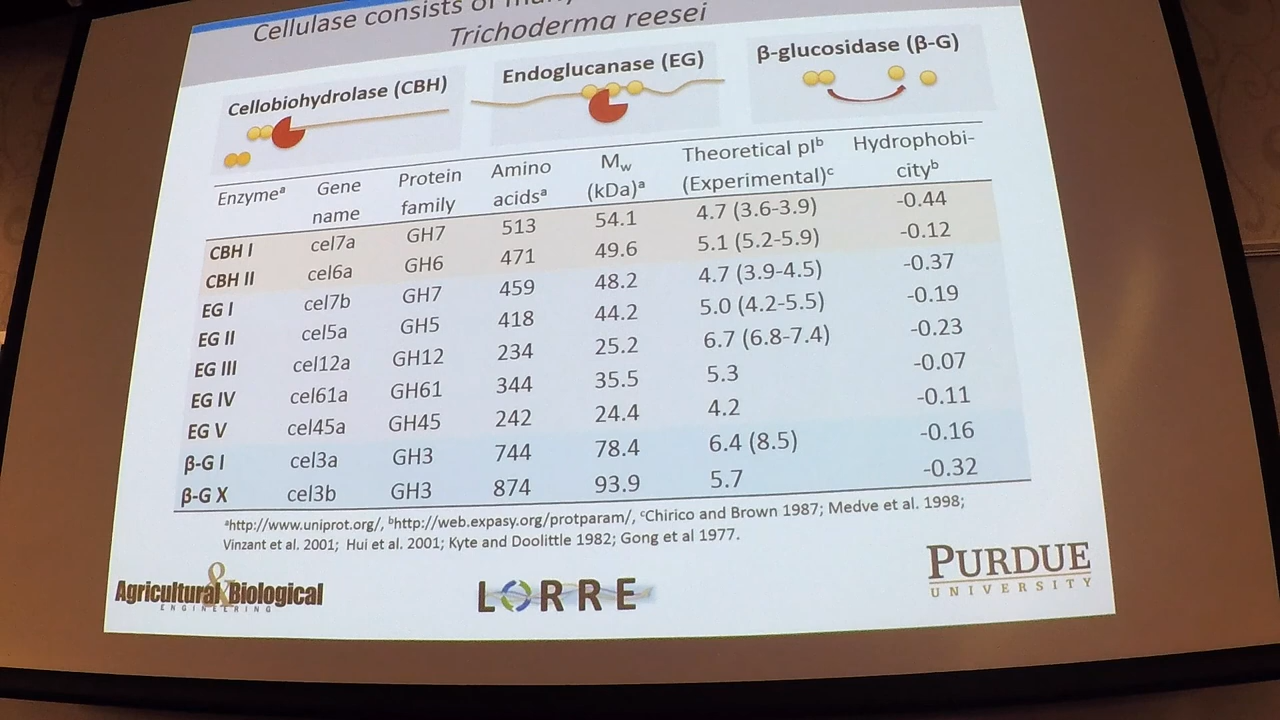 Cellulase consists of
Trichoderma reesei
Cellobiohydrolase (CBH)
Endoglucanase (EG)
β-glucosidase (β-G)
Enzymeᵃ Gene name Protein family Amino acidsᵃ Mw (kDa)ᵃ Theoretical pIᵇ (Experimental)ᶜ Hydrophobi-cityᵇ
CBH I cel7a GH7 513 54.1 4.7 (3.6-3.9) -0.44
CBH II cel6a GH6 471 49.6 5.1 (5.2-5.9) -0.12
EG I cel7b GH7 459 48.2 4.7 (3.9-4.5) -0.37
EG II cel5a GH5 418 44.2 5.0 (4.2-5.5) -0.19
EG III cel12a GH12 234 25.2 6.7 (6.8-7.4) -0.23
EG IV cel61a GH61 344 35.5 5.3 -0.07
EG V cel45a GH45 242 24.4 4.2 -0.11
β-G I cel3a GH3 744 78.4 6.4 (8.5) -0.16
β-G X cel3b GH3 874 93.9 5.7 -0.32
ᵃhttp://www.uniprot.org/, ᵇhttp://web.expasy.org/protparam/, ᶜChirico and Brown 1987; Medve et al. 1998;
Vinzant et al. 2001; Hui et al. 2001; Kyte and Doolittle 1982; Gong et al 1977.
Agricultural & Biological
ENGINEERING
LORRE
PURDUE
UNIVERSITY